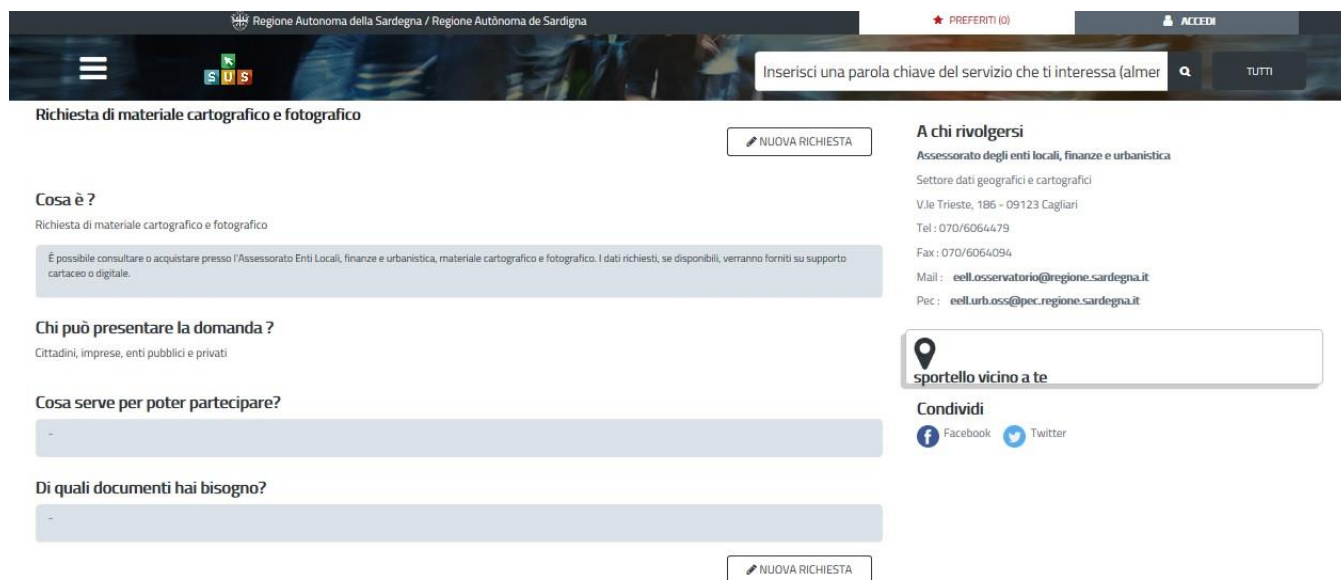 Regione Autonoma della Sardegna / Regione Autònoma de Sardigna
PREFERITI (0)
ACCEDI
SUS
Inserisci una parola chiave del servizio che ti interessa (almer
TUTTI
Richiesta di materiale cartografico e fotografico
NUOVA RICHIESTA
Cosa è ?
Richiesta di materiale cartografico e fotografico
È possibile consultare o acquistare presso l'Assessorato Enti Locali, finanze e urbanistica, materiale cartografico e fotografico. I dati richiesti, se disponibili, verranno forniti su supporto
cartaceo o digitale.
Chi può presentare la domanda ?
Cittadini, imprese, enti pubblici e privati
Cosa serve per poter partecipare?
-
Di quali documenti hai bisogno?
-
NUOVA RICHIESTA
A chi rivolgersi
Assessorato degli enti locali, finanze e urbanistica
Settore dati geografici e cartografici
V.le Trieste, 186 - 09123 Cagliari
Tel : 070/6064479
Fax : 070/6064094
Mail : eell.osservatorio@regione.sardegna.it
Pec : eell.urb.oss@pec.regione.sardegna.it
sportello vicino a te
Condividi
Facebook Twitter